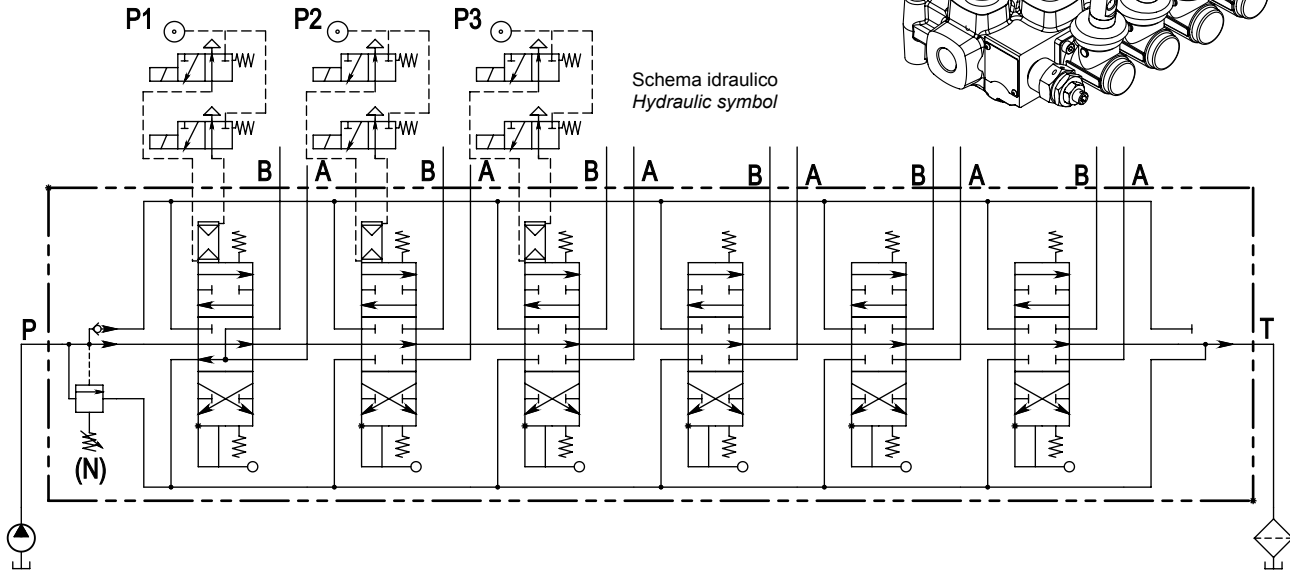 P1
P2
P3
Schema idraulico
Hydraulic symbol
B
A
B
A
B
A
B
A
B
A
B
A
P
T
(N)